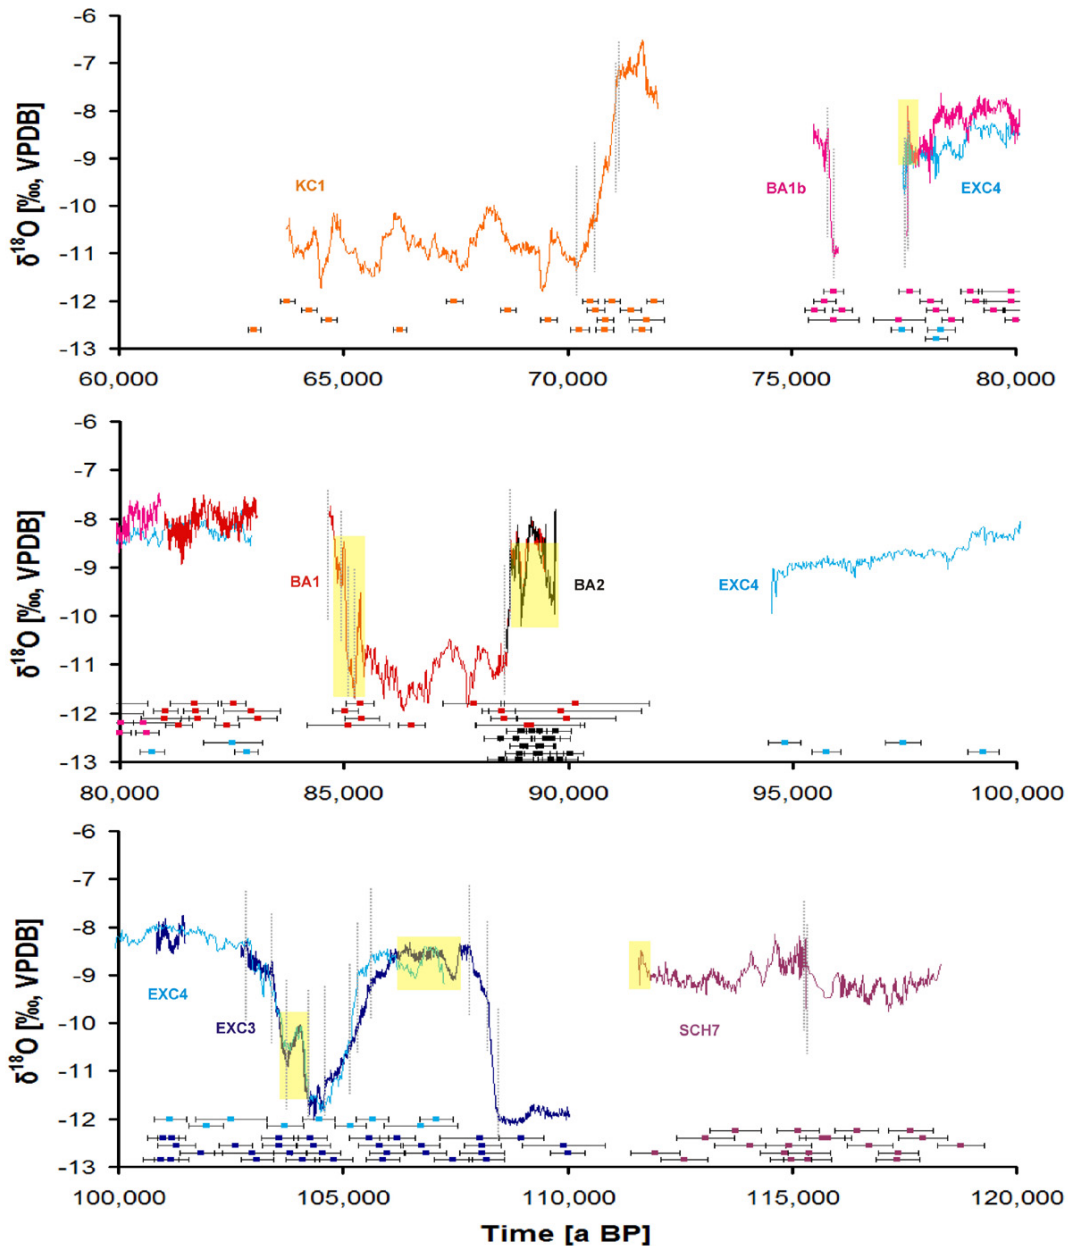 -6
-7
-8
-9
-10
-11
-12
-13
δ¹⁸O [‰, VPDB]
KC1
BA1b
EXC4
60,000 65,000 70,000 75,000 80,000
-6
-7
-8
-9
-10
-11
-12
-13
δ¹⁸O [‰, VPDB]
BA1
BA2
EXC4
80,000 85,000 90,000 95,000 100,000
-6
-7
-8
-9
-10
-11
-12
-13
δ¹⁸O [‰, VPDB]
EXC4
EXC3
SCH7
100,000 105,000 110,000 115,000 120,000
Time [a BP]